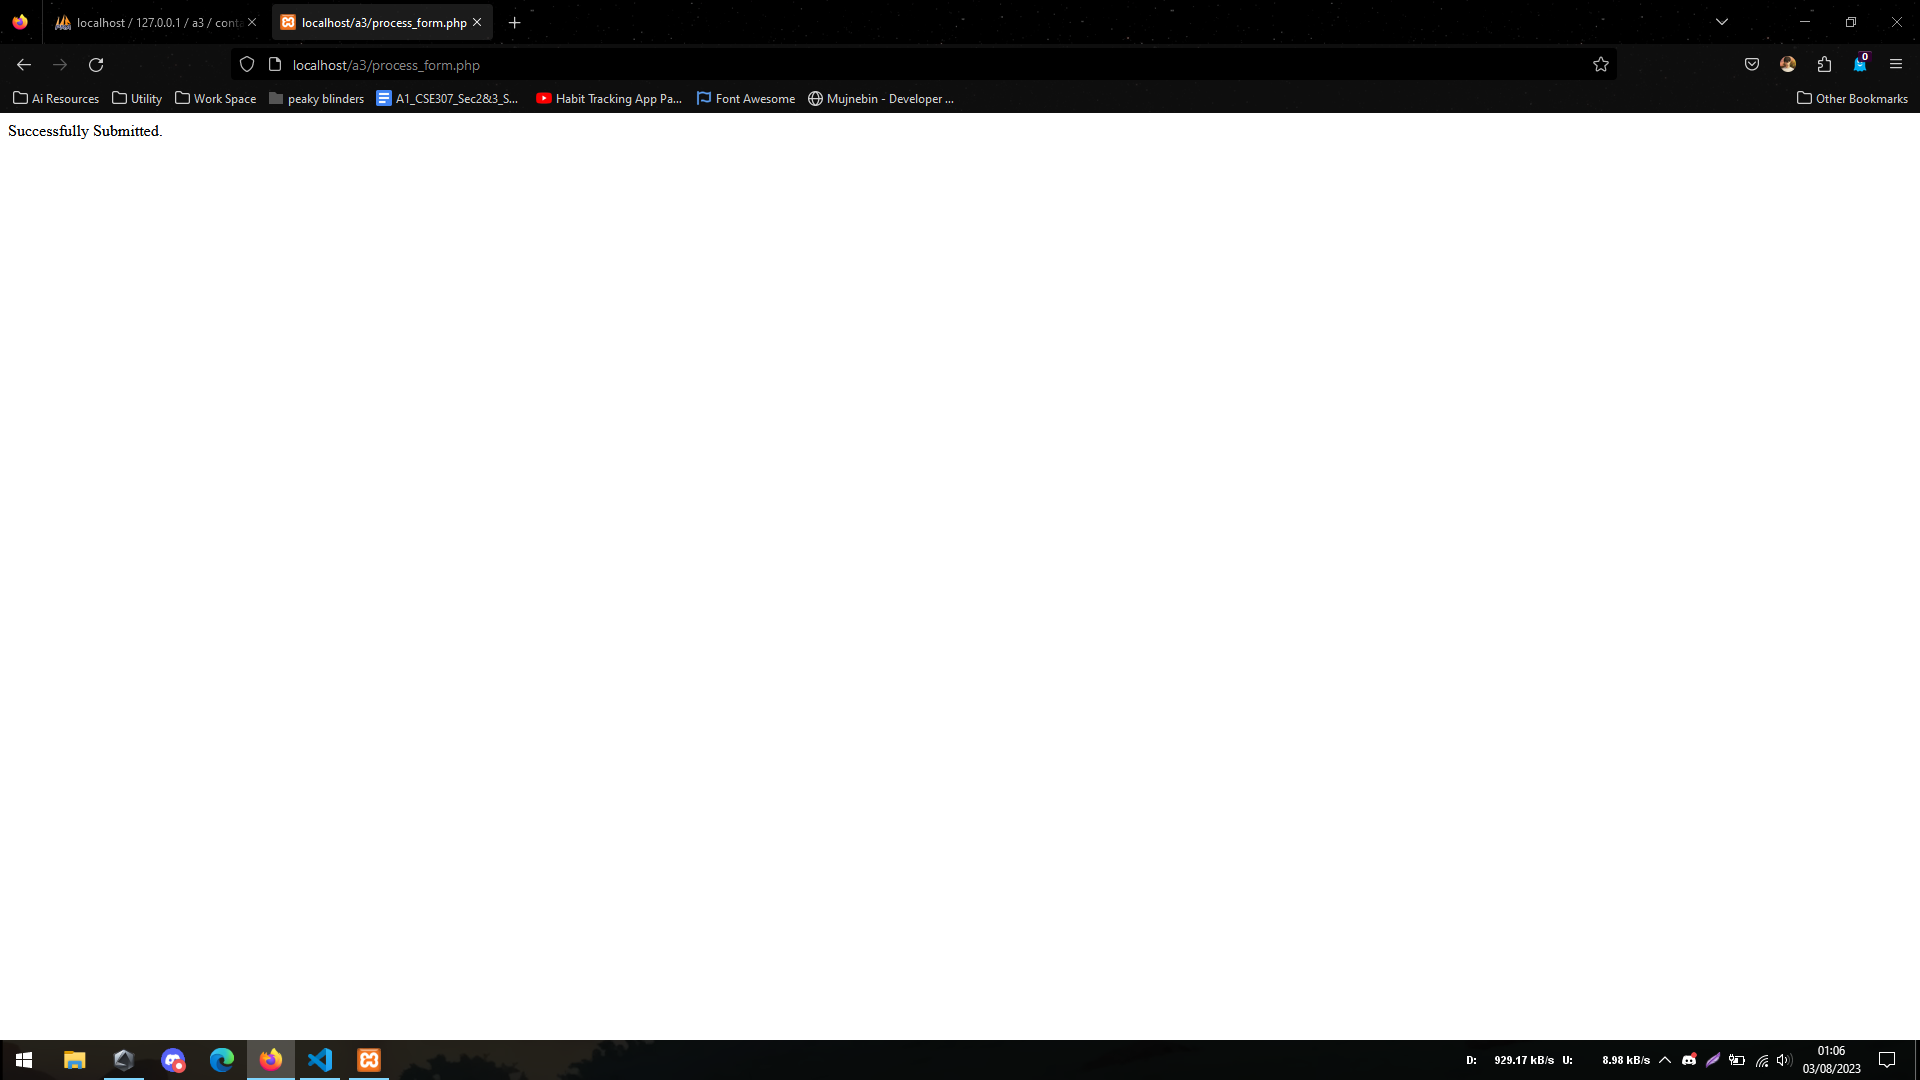 localhost / 127.0.0.1 / a3 / conta
localhost/a3/process_form.php
localhost/a3/process_form.php
0
Ai Resources
Utility
Work Space
peaky blinders
A1_CSE307_Sec2&3_S...
Habit Tracking App Pa...
Font Awesome
Mujnebin - Developer ...
Other Bookmarks
Successfully Submitted.
D: 929.17 kB/s U: 8.98 kB/s
01:06
03/08/2023